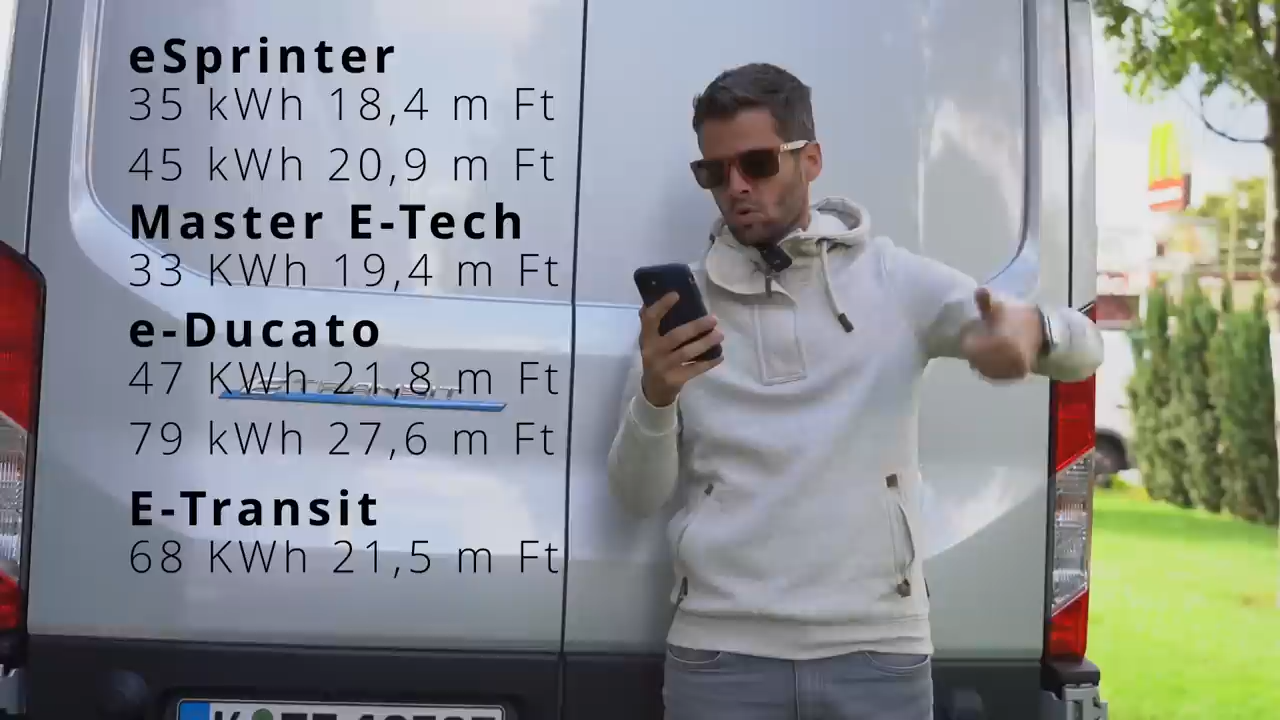 eSprinter
35 kWh 18,4 m Ft
45 kWh 20,9 m Ft
Master E-Tech
33 KWh 19,4 m Ft
e-Ducato
47 KWh 21,8 m Ft
79 kWh 27,6 m Ft
E-Transit
68 KWh 21,5 m Ft